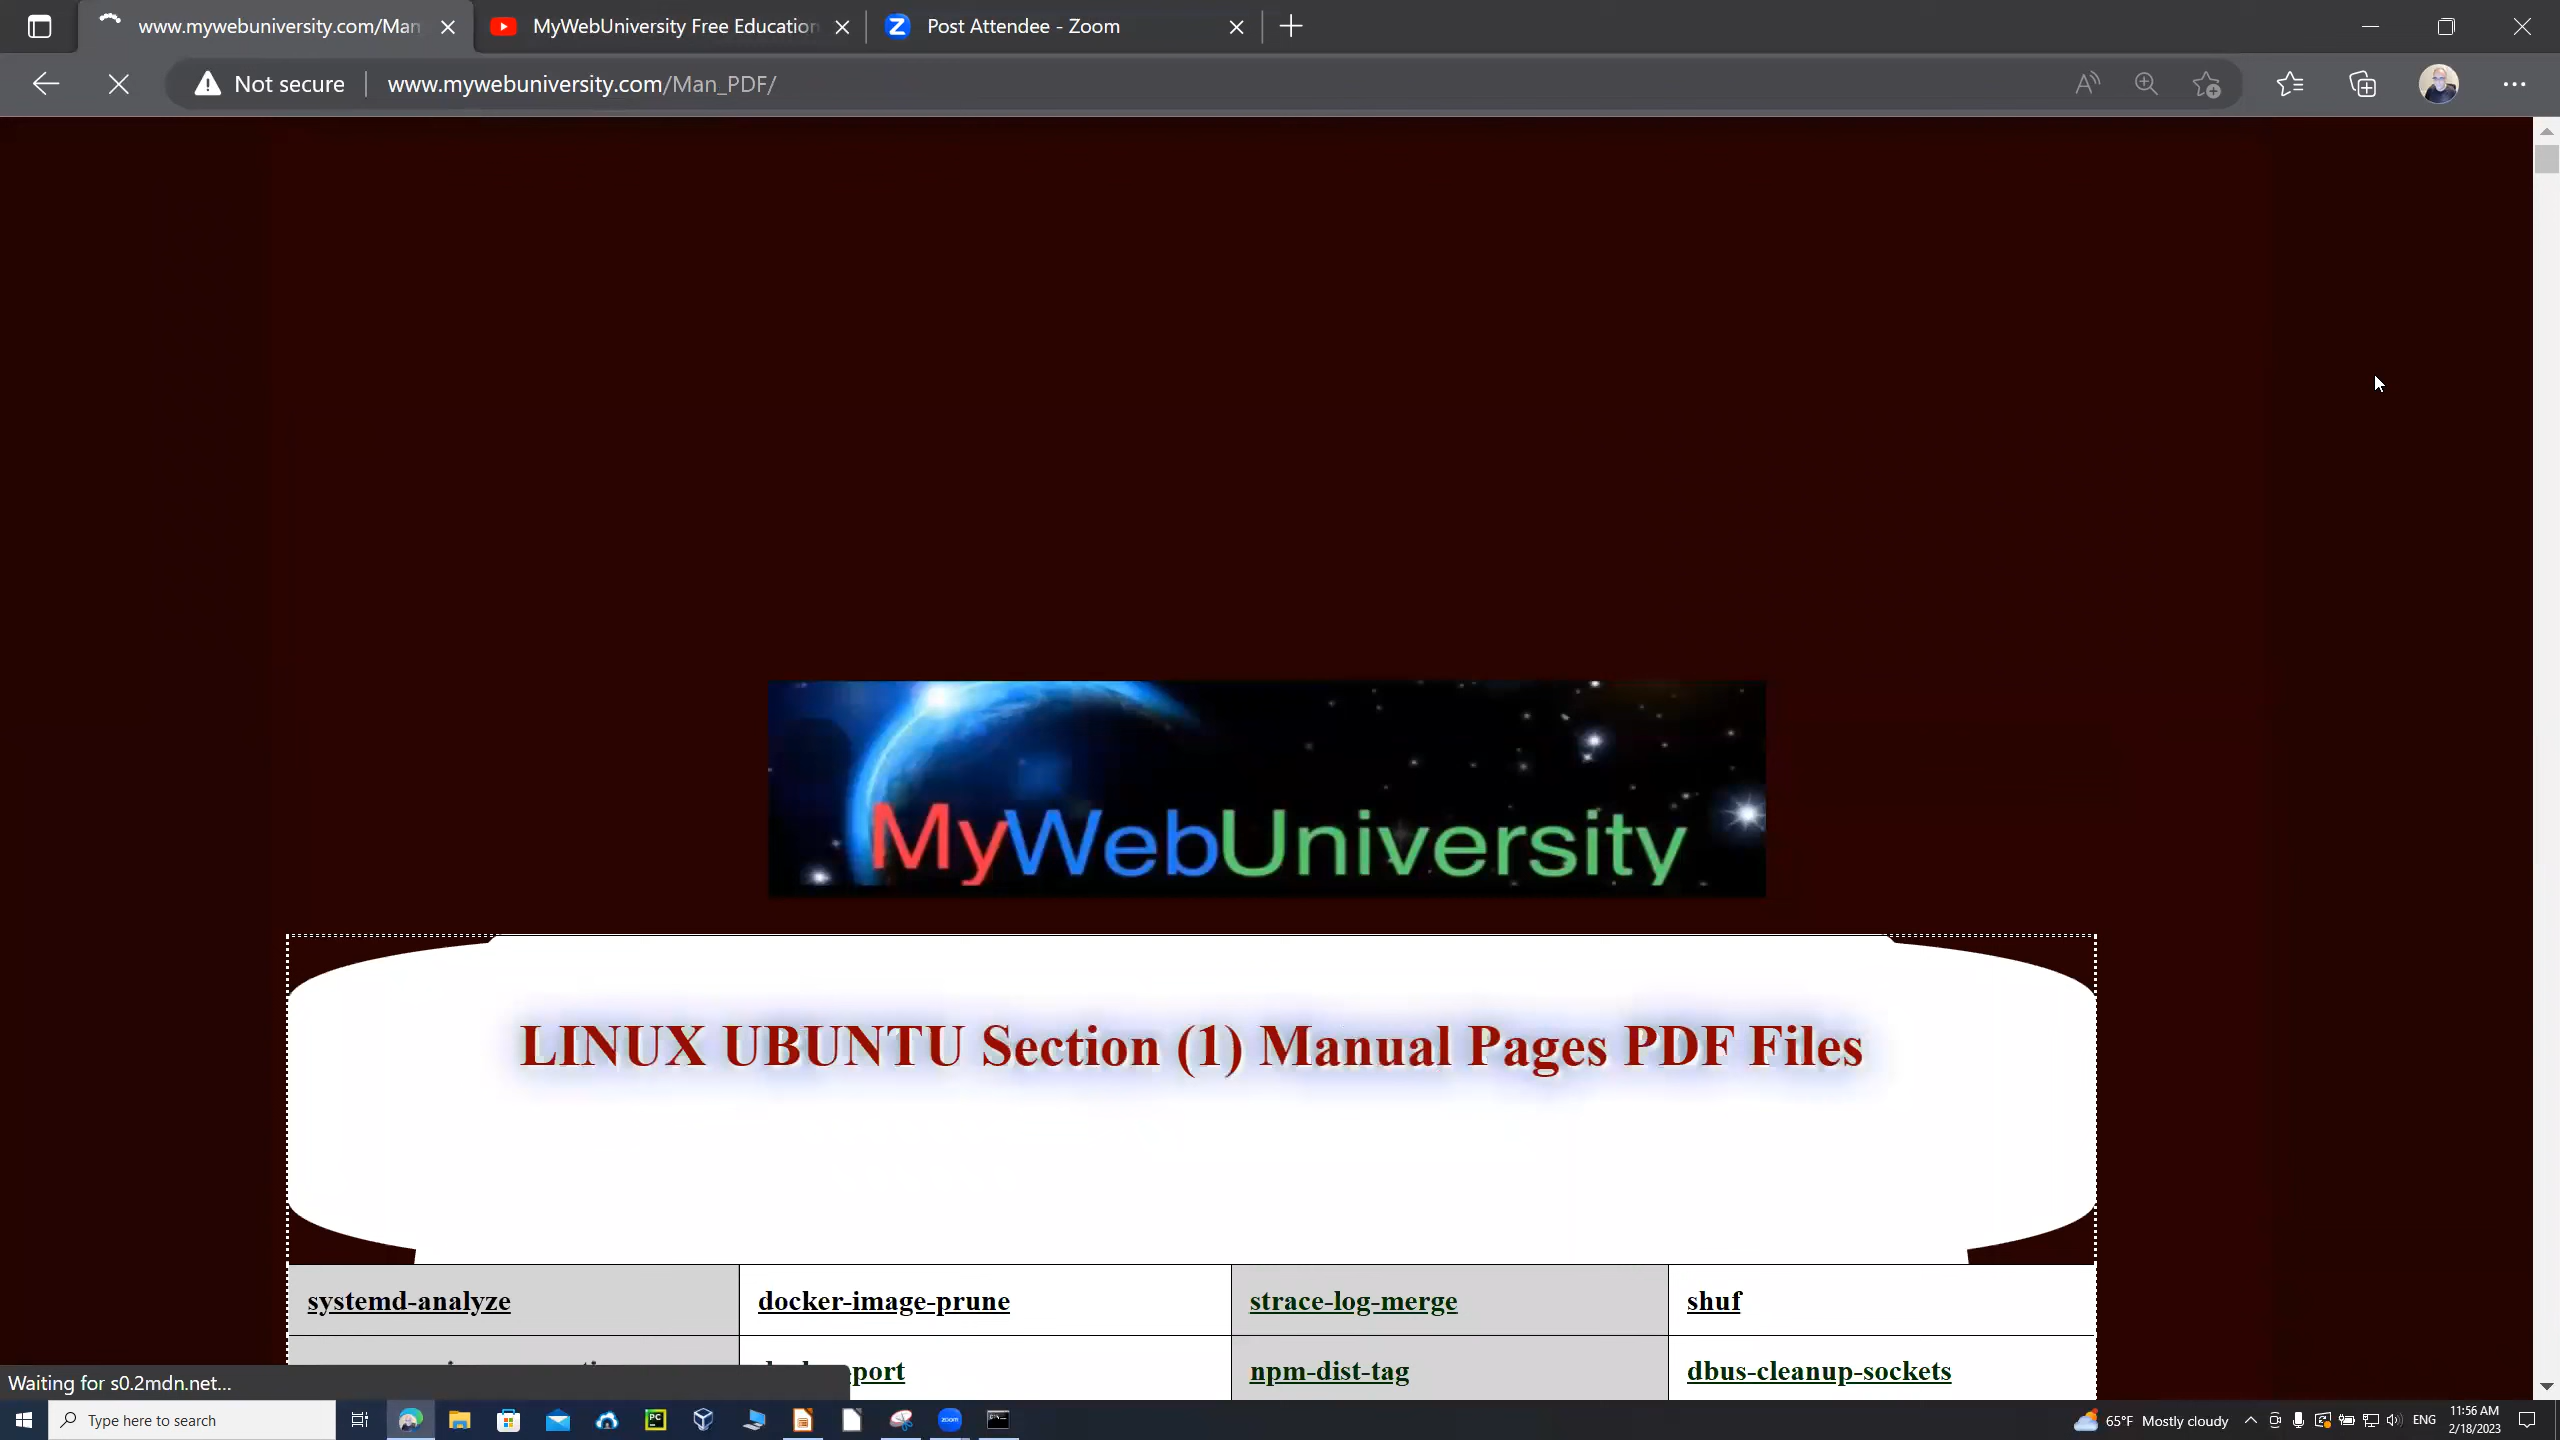 www.mywebuniversity.com/Man
MyWebUniversity Free Education
Post Attendee - Zoom
Not secure
www.mywebuniversity.com/Man_PDF/
MyWebUniversity
LINUX UBUNTU Section (1) Manual Pages PDF Files
systemd-analyze
docker-image-prune
strace-log-merge
shuf
port
npm-dist-tag
dbus-cleanup-sockets
Waiting for s0.2mdn.net...
Type here to search
PC
zoom
65°F Mostly cloudy
ENG
11:56 AM
2/18/2023